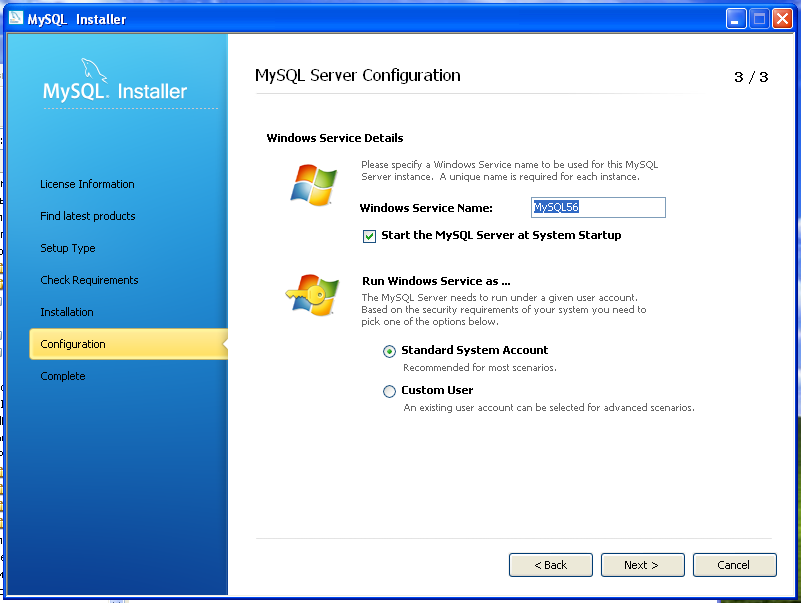 MySQL Installer
MySQL Installer
License Information
Find latest products
Setup Type
Check Requirements
Installation
Configuration
Complete
MySQL Server Configuration
3 / 3
Windows Service Details
Please specify a Windows Service name to be used for this MySQL
Server instance. A unique name is required for each instance.
Windows Service Name:
MySQL56
Start the MySQL Server at System Startup
Run Windows Service as ...
The MySQL Server needs to run under a given user account.
Based on the security requirements of your system you need to
pick one of the options below.
Standard System Account
Recommended for most scenarios.
Custom User
An existing user account can be selected for advanced scenarios.
< Back
Next >
Cancel